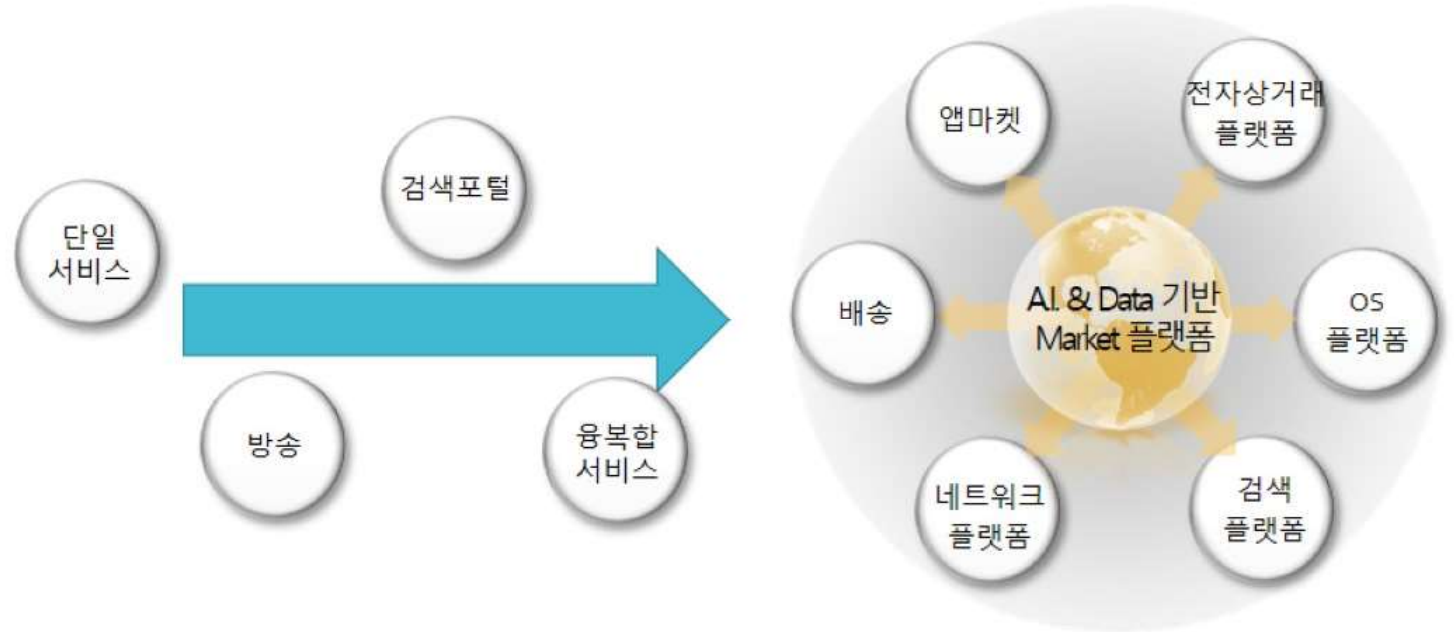 단일
서비스
검색포털
방송
융복합
서비스
앱마켓
전자상거래
플랫폼
배송
A.I. & Data 기반
Market 플랫폼
OS
플랫폼
네트워크
플랫폼
검색
플랫폼